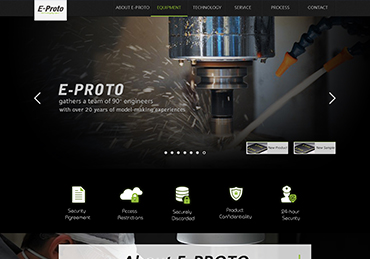 E-Proto
ABOUT E-PROTO EQUIPMENT TECHNOLOGY SERVICE PROCESS CONTACT
E-PROTO
gathers a team of 90+ engineers
with over 20 years of model-making experiences
New Product
New Sample
Security
Agreement
Access
Restrictions
Securely
Discarded
Product
Confidentiality
24-hour
Security
About E-PROTO